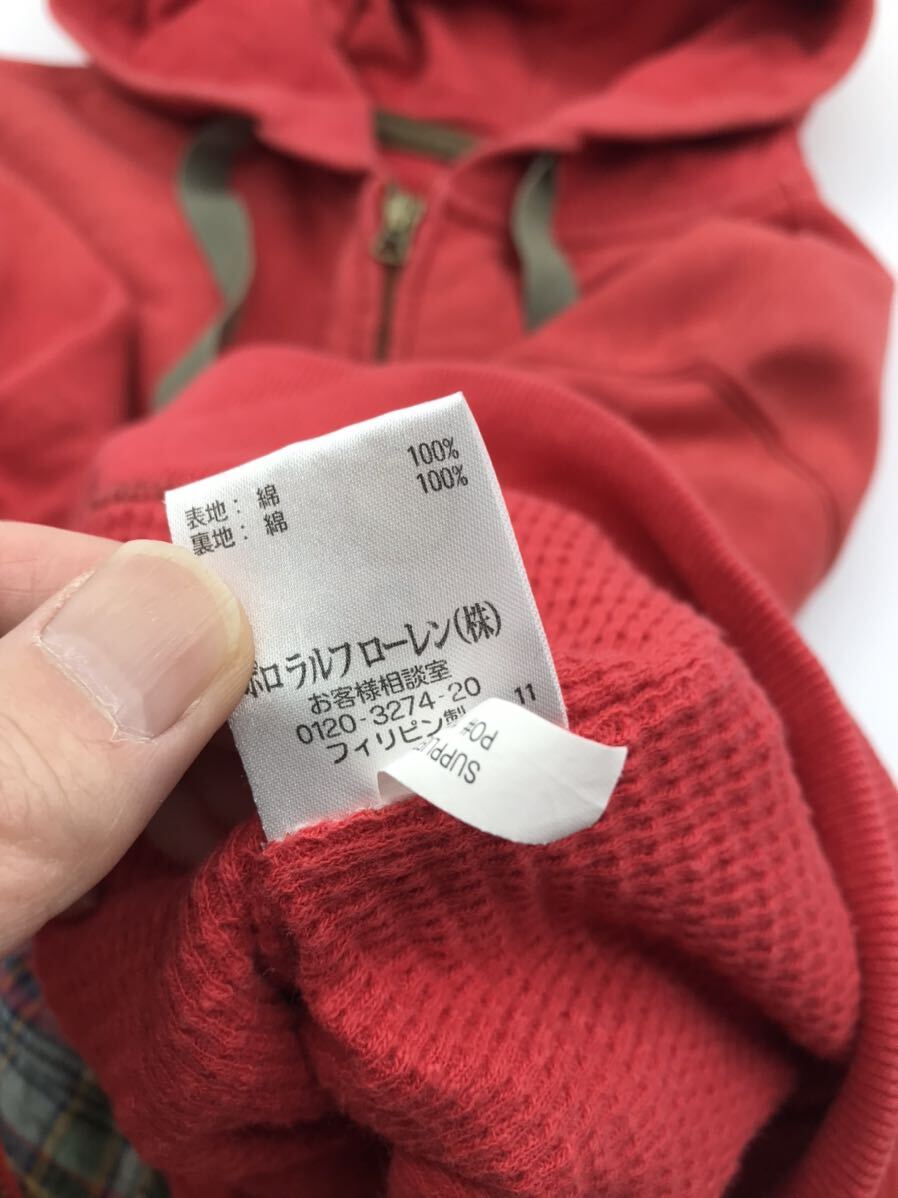 表地: 綿 100%
裏地: 綿 100%
ポロラルフローレン(株)
お客様相談室
0120-3274-20
フィリピン製 11
PO#